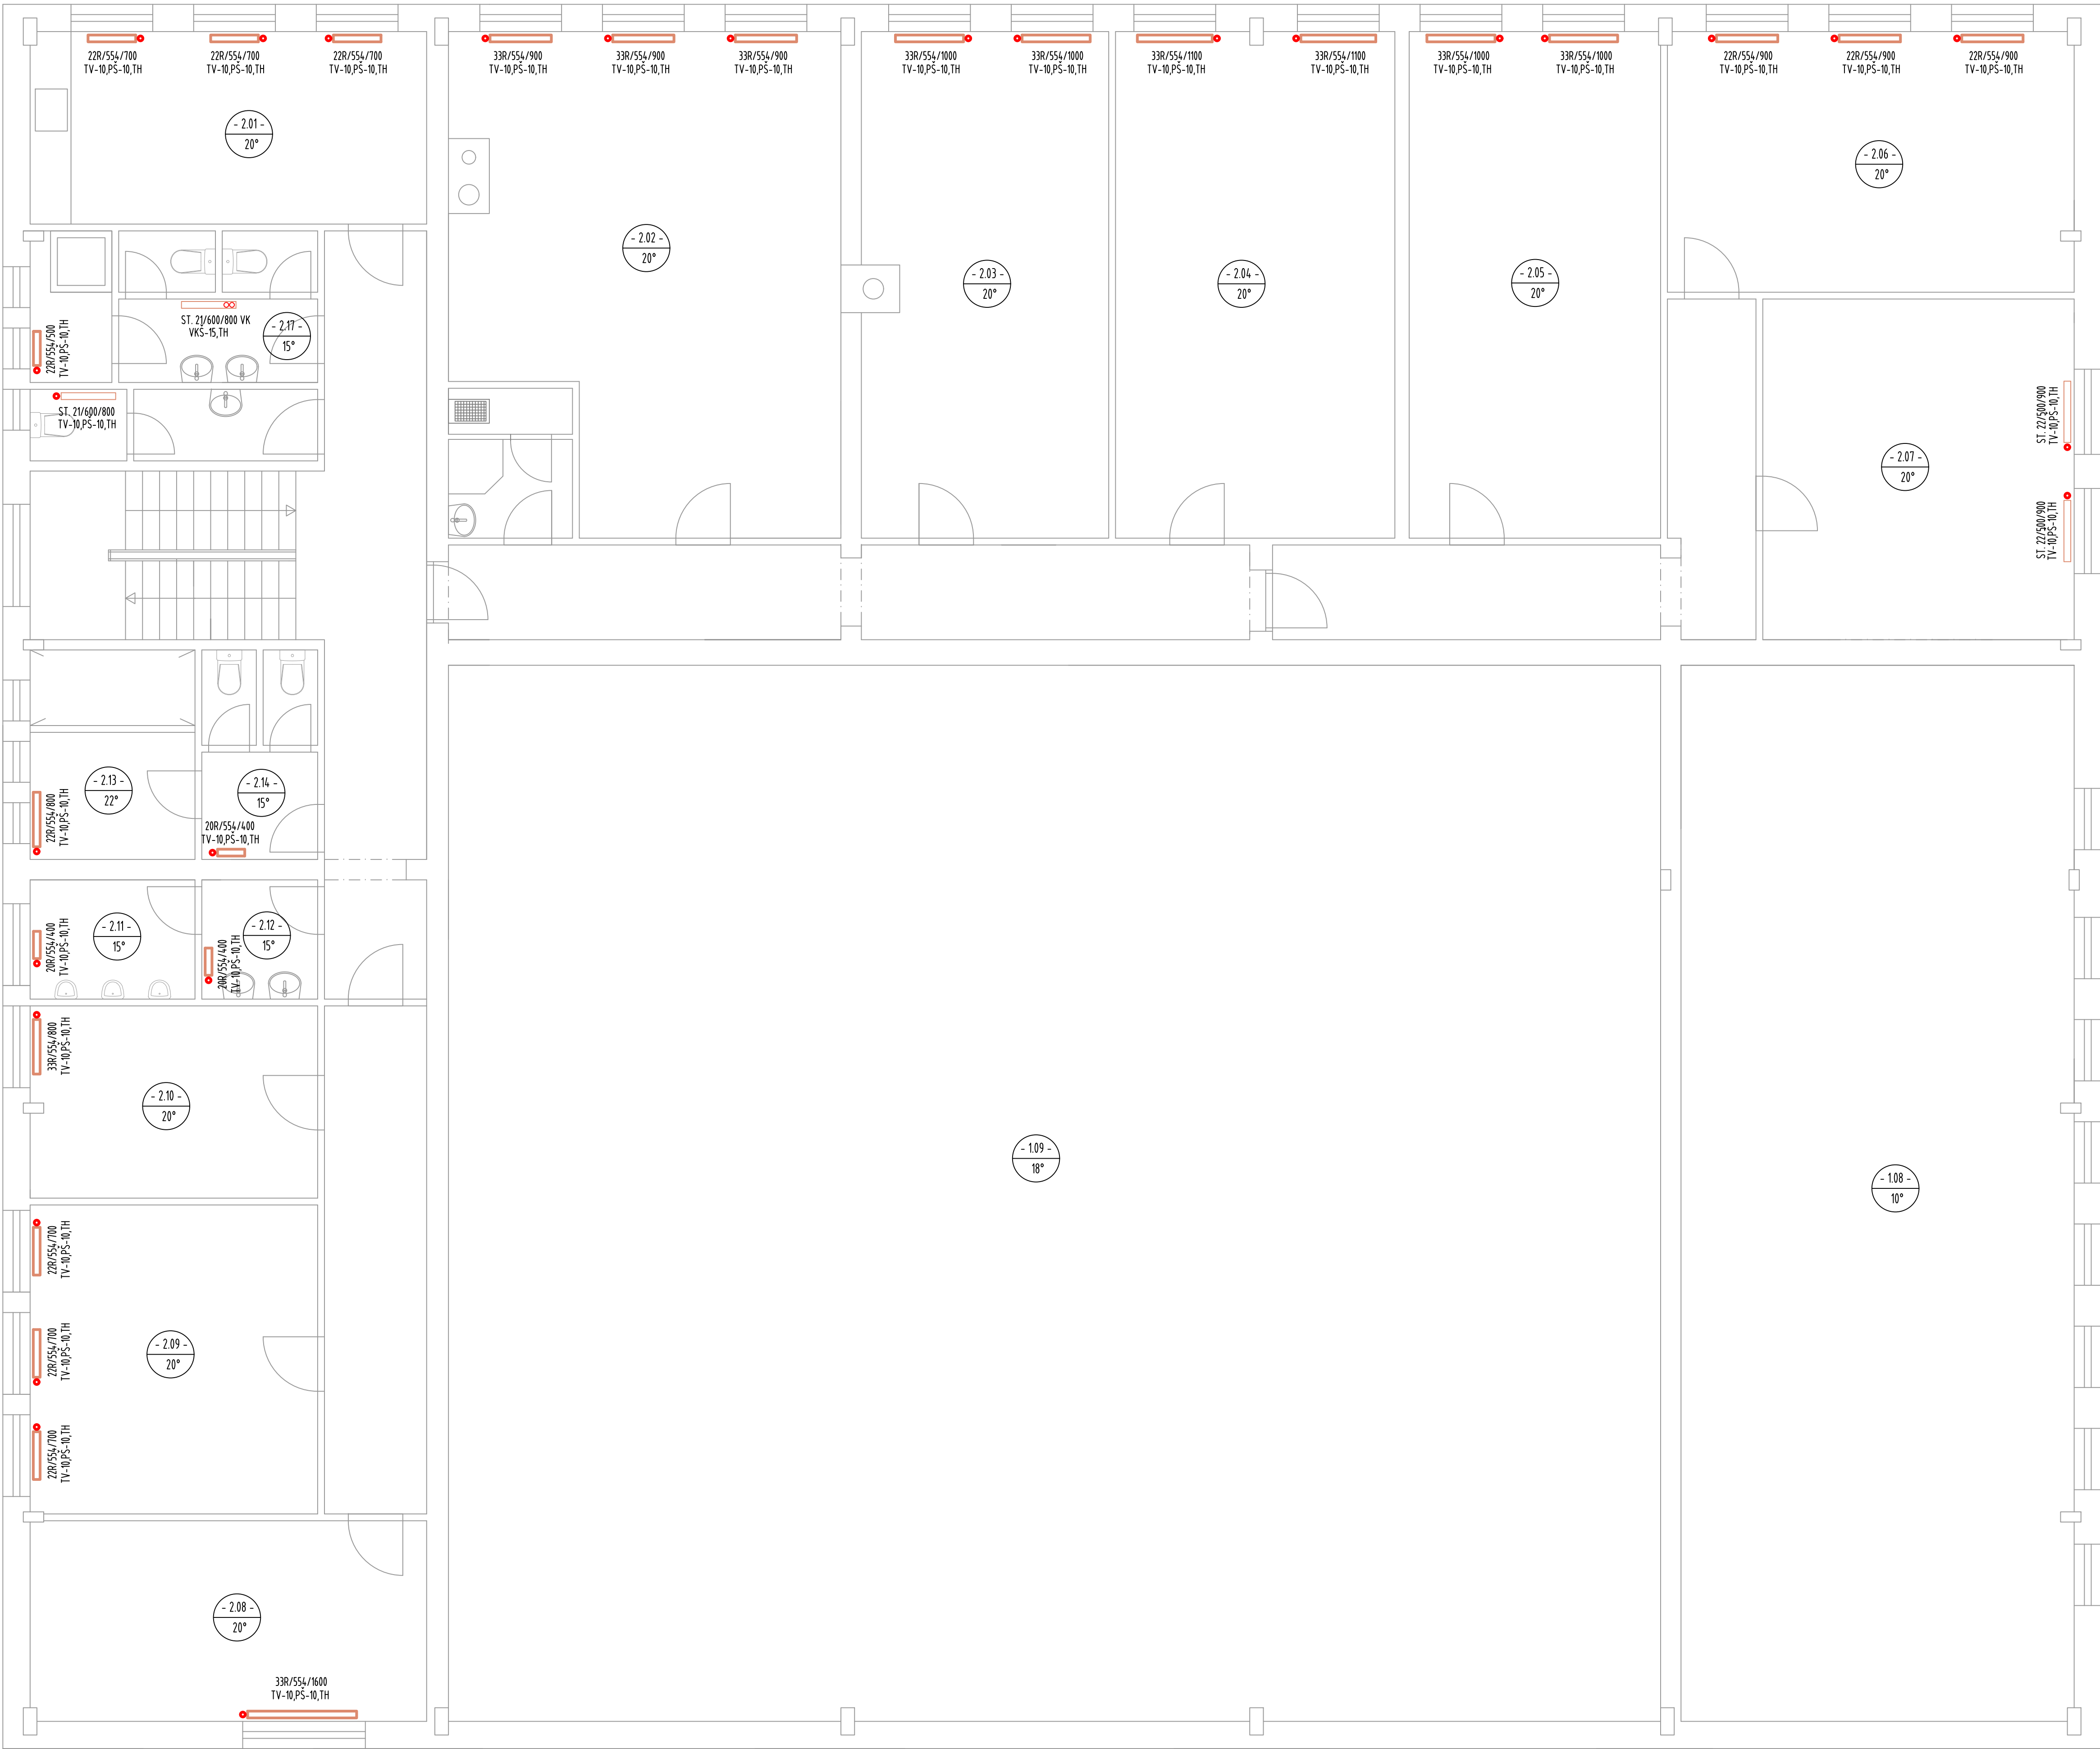 22R/554/700
TV-10,PŠ-10,TH
22R/554/700
TV-10,PŠ-10,TH
22R/554/700
TV-10,PŠ-10,TH
33R/554/900
TV-10,PŠ-10,TH
33R/554/900
TV-10,PŠ-10,TH
33R/554/900
TV-10,PŠ-10,TH
33R/554/1000
TV-10,PŠ-10,TH
33R/554/1000
TV-10,PŠ-10,TH
33R/554/1100
TV-10,PŠ-10,TH
33R/554/1100
TV-10,PŠ-10,TH
33R/554/1000
TV-10,PŠ-10,TH
33R/554/1000
TV-10,PŠ-10,TH
22R/554/900
TV-10,PŠ-10,TH
22R/554/900
TV-10,PŠ-10,TH
22R/554/900
TV-10,PŠ-10,TH
- 2.01 -
20°
- 2.02 -
20°
- 2.03 -
20°
- 2.04 -
20°
- 2.05 -
20°
- 2.06 -
20°
22R/554/500
TV-10,PŠ-10,TH
ST. 21/600/800 VK
VKŠ-15,TH
- 2.17 -
15°
ST. 21/600/800
TV-10,PŠ-10,TH
ST. 22/500/900
TV-10,PŠ-10,TH
- 2.07 -
20°
ST. 22/500/900
TV-10,PŠ-10,TH
- 2.13 -
22°
22R/554/800
TV-10,PŠ-10,TH
- 2.14 -
15°
20R/554/400
TV-10,PŠ-10,TH
20R/554/400
TV-10,PŠ-10,TH
- 2.11 -
15°
- 2.12 -
15°
20R/554/400
TV-10,PŠ-10,TH
33R/554/800
TV-10,PŠ-10,TH
- 2.10 -
20°
- 1.09 -
18°
- 1.08 -
10°
22R/554/700
TV-10,PŠ-10,TH
22R/554/700
TV-10,PŠ-10,TH
- 2.09 -
20°
22R/554/700
TV-10,PŠ-10,TH
- 2.08 -
20°
33R/554/1600
TV-10,PŠ-10,TH